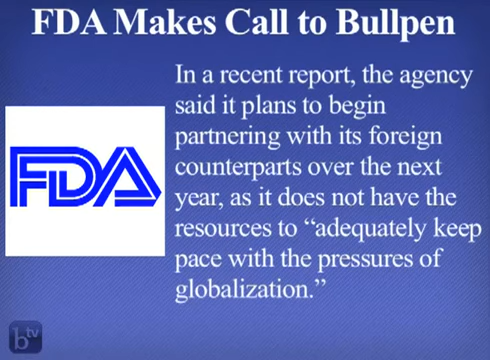 FDA Makes Call to Bullpen
In a recent report, the agency
said it plans to begin
partnering with its foreign
counterparts over the next
year, as it does not have the
resources to “adequately keep
pace with the pressures of
globalization.”
FDA
btv